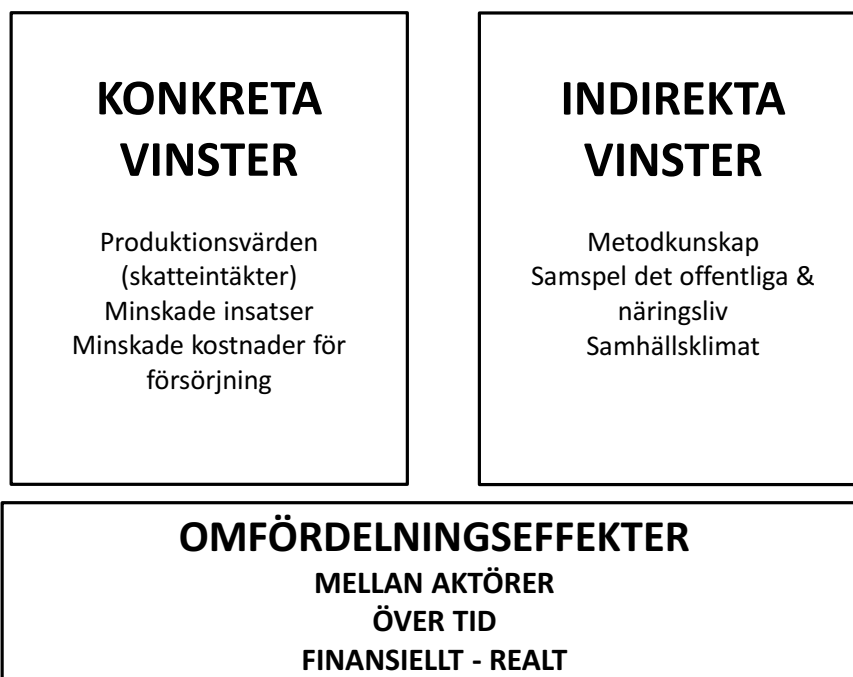 KONKRETA
VINSTER
Produktionsvärden
(skatteintäkter)
Minskade insatser
Minskade kostnader för
försörjning
INDIREKTA
VINSTER
Metodkunskap
Samspel det offentliga &
näringsliv
Samhällsklimat
OMFÖRDELNINGSEFFEKTER
MELLAN AKTÖRER
ÖVER TID
FINANSIELLT - REALT